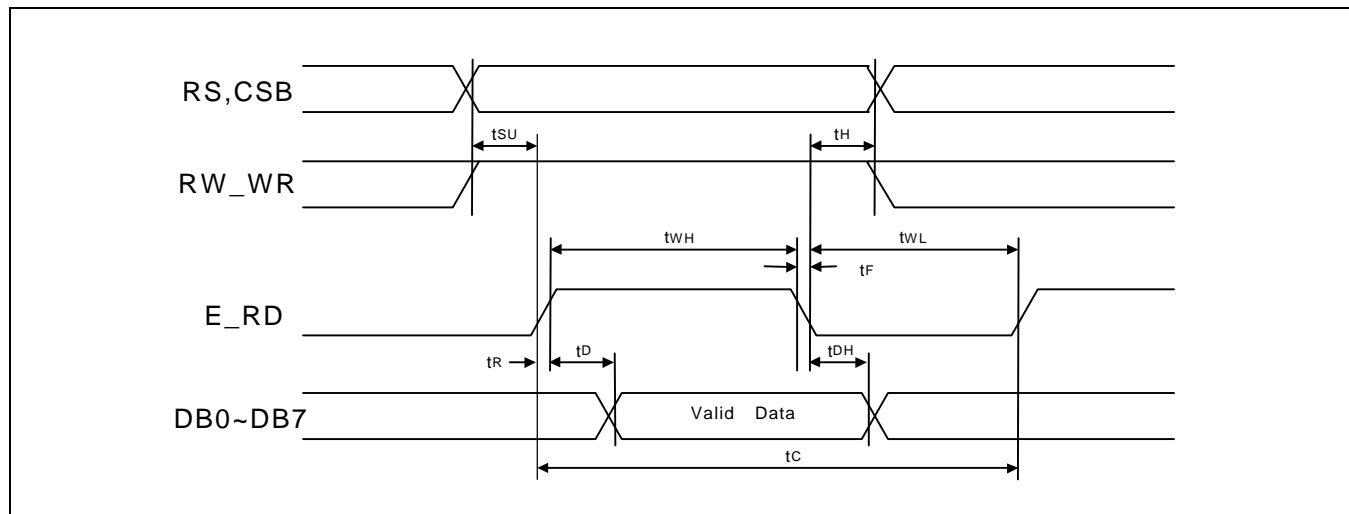 RS,CSB
tSU
tH
RW_WR
tWH
tWL
tF
E_RD
tR
tD
tDH
DB0~DB7
Valid Data
tC